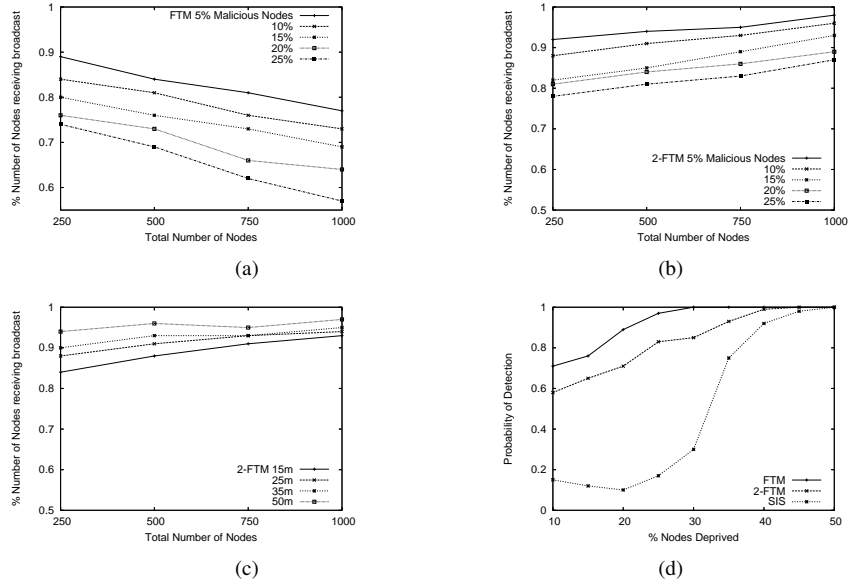 FTM 5% Malicious Nodes
10%
15%
20%
25%
% Number of Nodes receiving broadcast
1
0.9
0.8
0.7
0.6
250
500
750
1000
Total Number of Nodes
(a)
2-FTM 5% Malicious Nodes
10%
15%
20%
25%
% Number of Nodes receiving broadcast
1
0.9
0.8
0.7
0.6
0.5
250
500
750
1000
Total Number of Nodes
(b)
2-FTM 15m
25m
35m
50m
% Number of Nodes receiving broadcast
1
0.9
0.8
0.7
0.6
0.5
250
500
750
1000
Total Number of Nodes
(c)
FTM
2-FTM
SIS
Probability of Detection
1
0.8
0.6
0.4
0.2
0
10
20
30
40
50
% Nodes Deprived
(d)